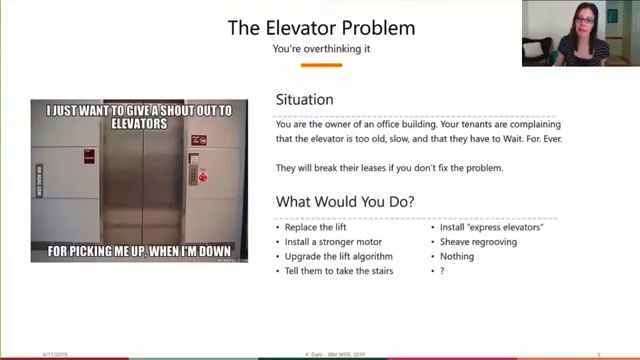 The Elevator Problem
You're overthinking it
I JUST WANT TO GIVE A SHOUT OUT TO
ELEVATORS
FOR PICKING ME UP, WHEN I'M DOWN
Situation
You are the owner of an office building. Your tenants are complaining
that the elevator is too old, slow, and that they have to Wait. For. Ever.
They will break their leases if you don't fix the problem.
What Would You Do?
• Replace the lift
• Install a stronger motor
• Upgrade the lift algorithm
• Tell them to take the stairs
• Install "express elevators"
• Sheave regrooving
• Nothing
• ?
4/11/2019